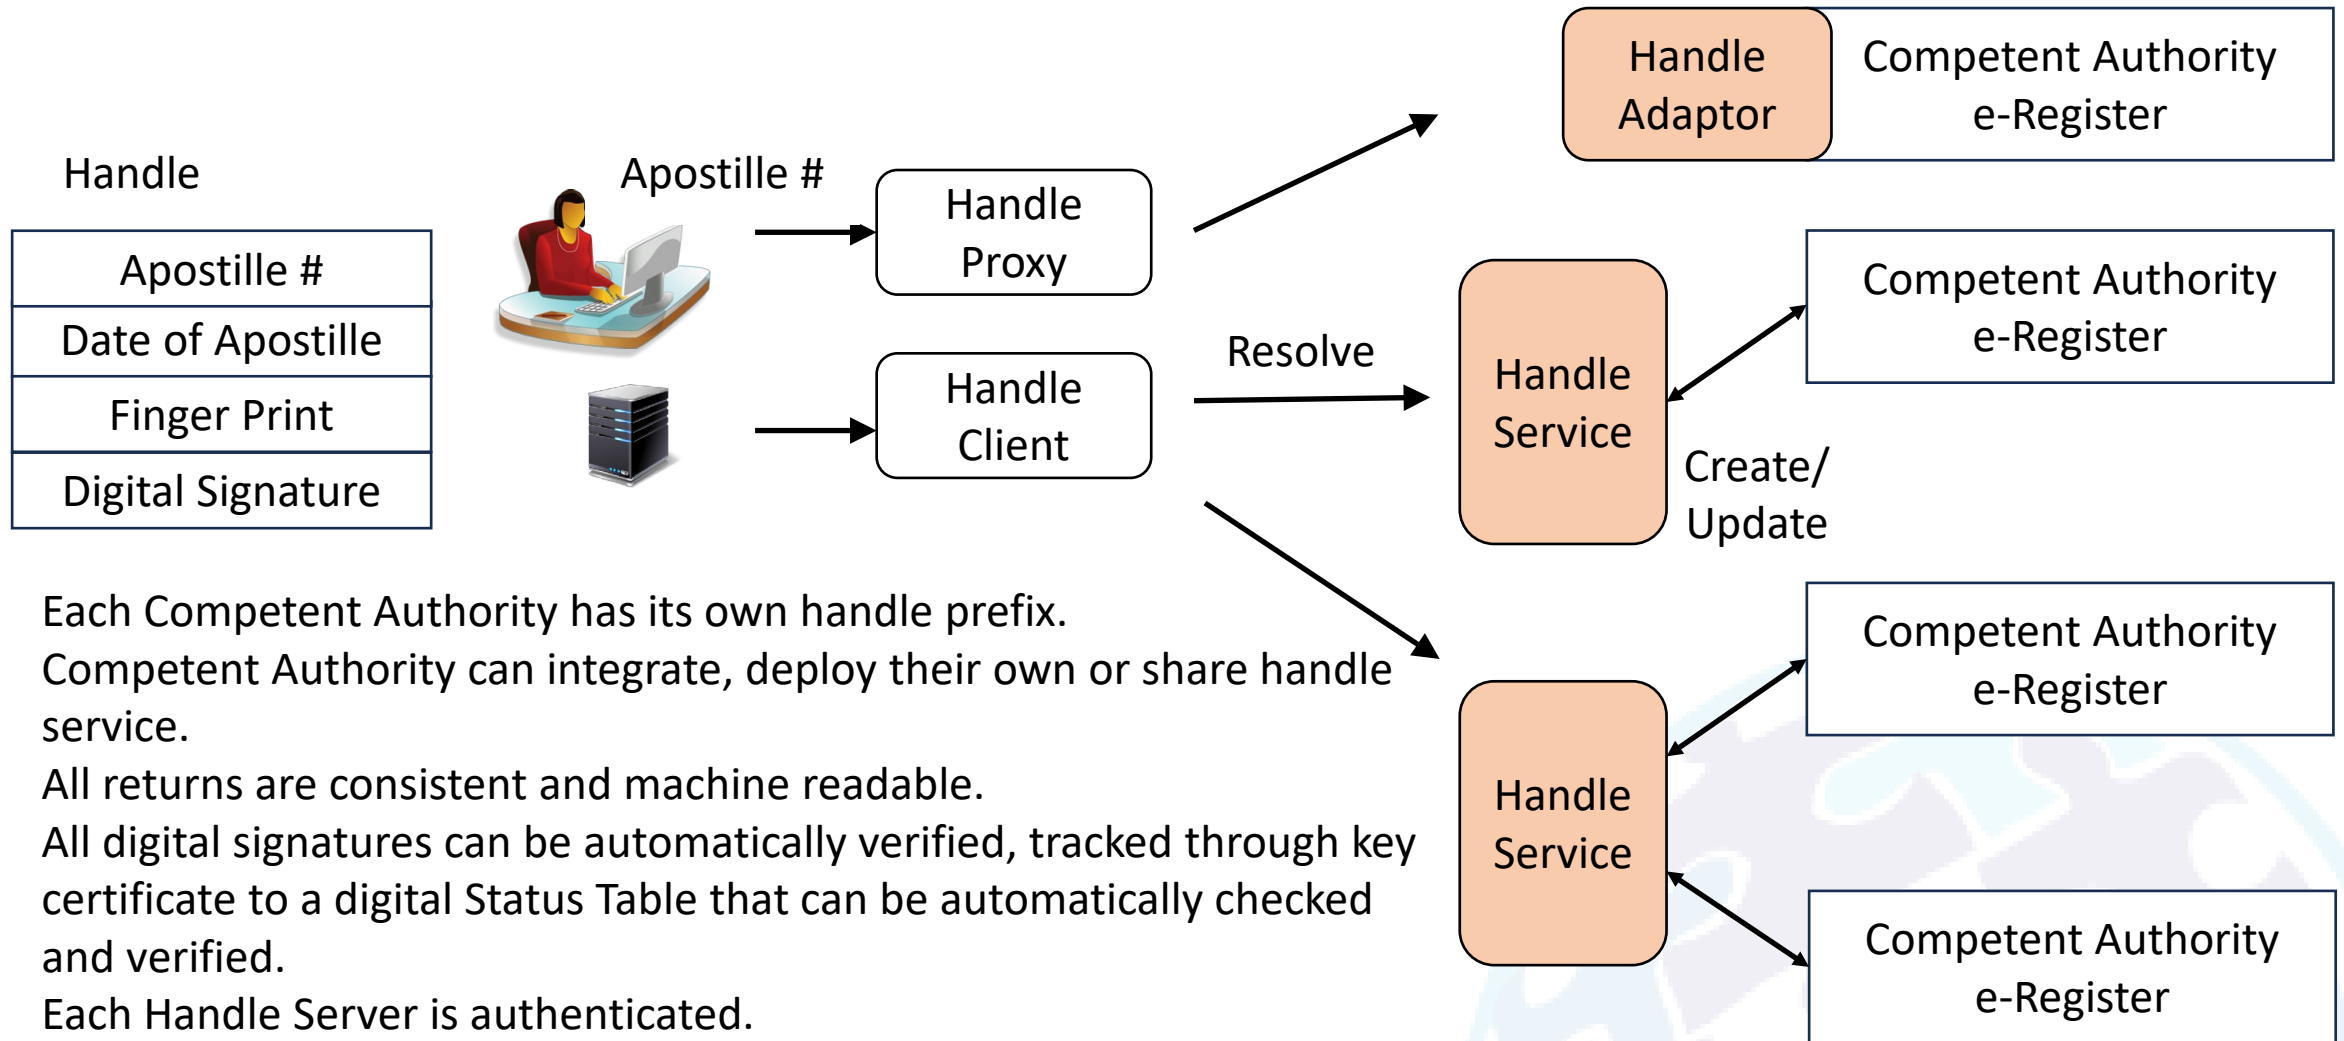 Handle
Apostille #
Date of Apostille
Finger Print
Digital Signature
Apostille #
Handle
Proxy
Handle
Client
Resolve
Handle
Adaptor
Competent Authority
e-Register
Handle
Service
Create/
Update
Competent Authority
e-Register
Handle
Service
Competent Authority
e-Register
Competent Authority
e-Register
Each Competent Authority has its own handle prefix.
Competent Authority can integrate, deploy their own or share handle
service.
All returns are consistent and machine readable.
All digital signatures can be automatically verified, tracked through key
certificate to a digital Status Table that can be automatically checked
and verified.
Each Handle Server is authenticated.